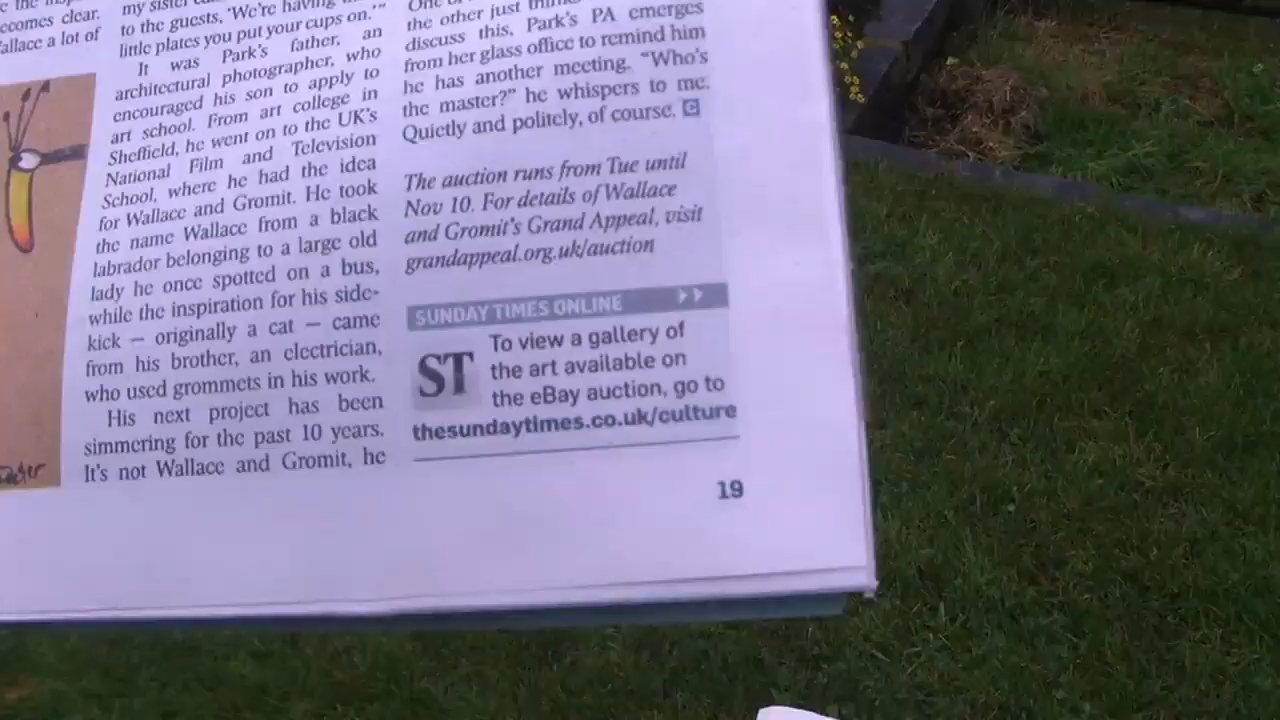 ecomes clear.
allace a lot of
to the guests, 'We're having
little plates you put your cups on.'"
It was Park's father, an
architectural photographer, who
encouraged his son to apply to
art school. From art college in
Sheffield, he went on to the UK's
National Film and Television
School, where he had the idea
for Wallace and Gromit. He took
the name Wallace from a black
labrador belonging to a large old
lady he once spotted on a bus,
while the inspiration for his side-
kick — originally a cat — came
from his brother, an electrician,
who used grommets in his work.
His next project has been
simmering for the past 10 years.
It's not Wallace and Gromit, he
the other just
discuss this, Park's PA emerges
from her glass office to remind him
he has another meeting. "Who's
the master?" he whispers to me.
Quietly and politely, of course. C
The auction runs from Tue until
Nov 10. For details of Wallace
and Gromit's Grand Appeal, visit
grandappeal.org.uk/auction
SUNDAY TIMES ONLINE
ST
To view a gallery of
the art available on
the eBay auction, go to
thesundaytimes.co.uk/culture
19